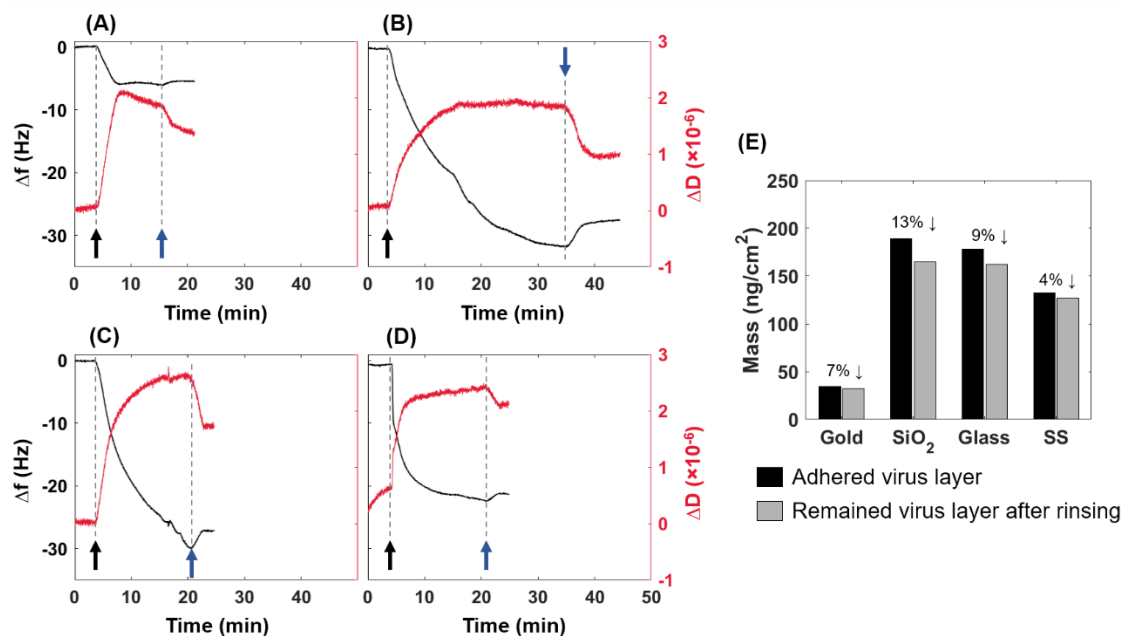 (A)
(B)
0
-10
-20
-30
Δf (Hz)
0 10 20 30 40
Time (min)
0 10 20 30 40
Time (min)
3
2
1
0
-1
ΔD (×10⁻⁶)
(C)
(D)
0
-10
-20
-30
Δf (Hz)
0 10 20 30 40
Time (min)
0 10 20 30 40 50
Time (min)
3
2
1
0
-1
ΔD (×10⁻⁶)
(E)
250
200
150
100
50
0
Mass (ng/cm²)
7% ↓
13% ↓
9% ↓
4% ↓
Gold SiO₂ Glass SS
Adhered virus layer
Remained virus layer after rinsing